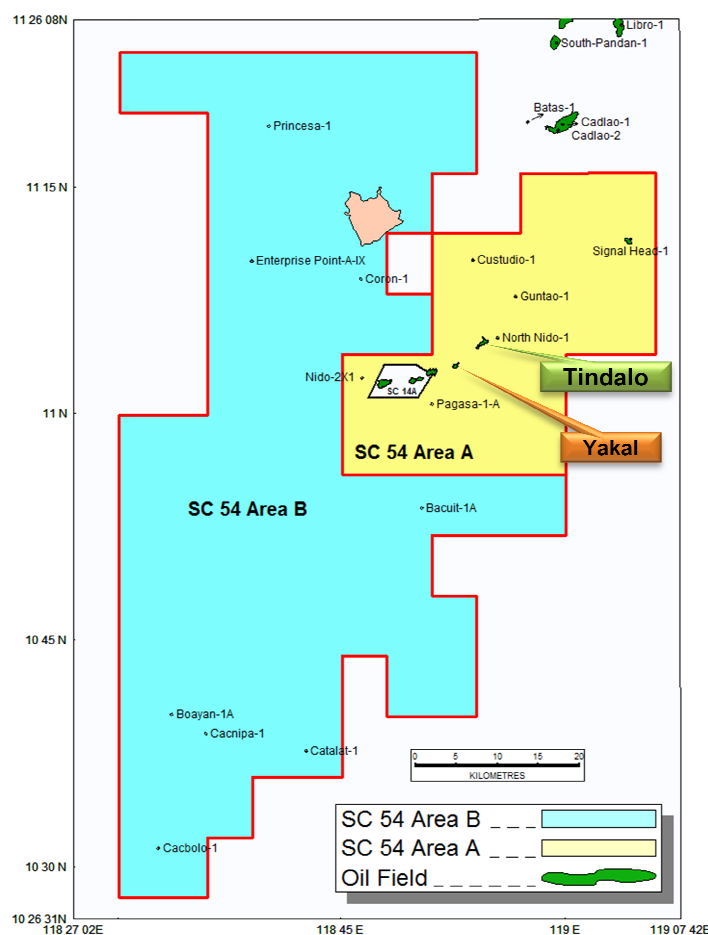 11 26 08N
Libro-1
South-Pandan-1
Batas-1
Cadlao-1
Cadlao-2
Princesa-1
11 15 N
Signal Head-1
Enterprise Point-A-IX
Custudio-1
Coron-1
Guntao-1
North Nido-1
Nido-2X1
Tindalo
SC 14A
Pagasa-1-A
11 N
Yakal
SC 54 Area A
SC 54 Area B
Bacuit-1A
10 45 N
Boayan-1A
Cacnipa-1
Catalat-1
0 5 10 15 20
KILOMETRES
SC 54 Area B _ _ _
SC 54 Area A _ _ _
Oil Field _ _ _ _ _
Cacbolo-1
10 30 N
10 26 31N
118 27 02E 118 45 E 119 E 119 07 42E